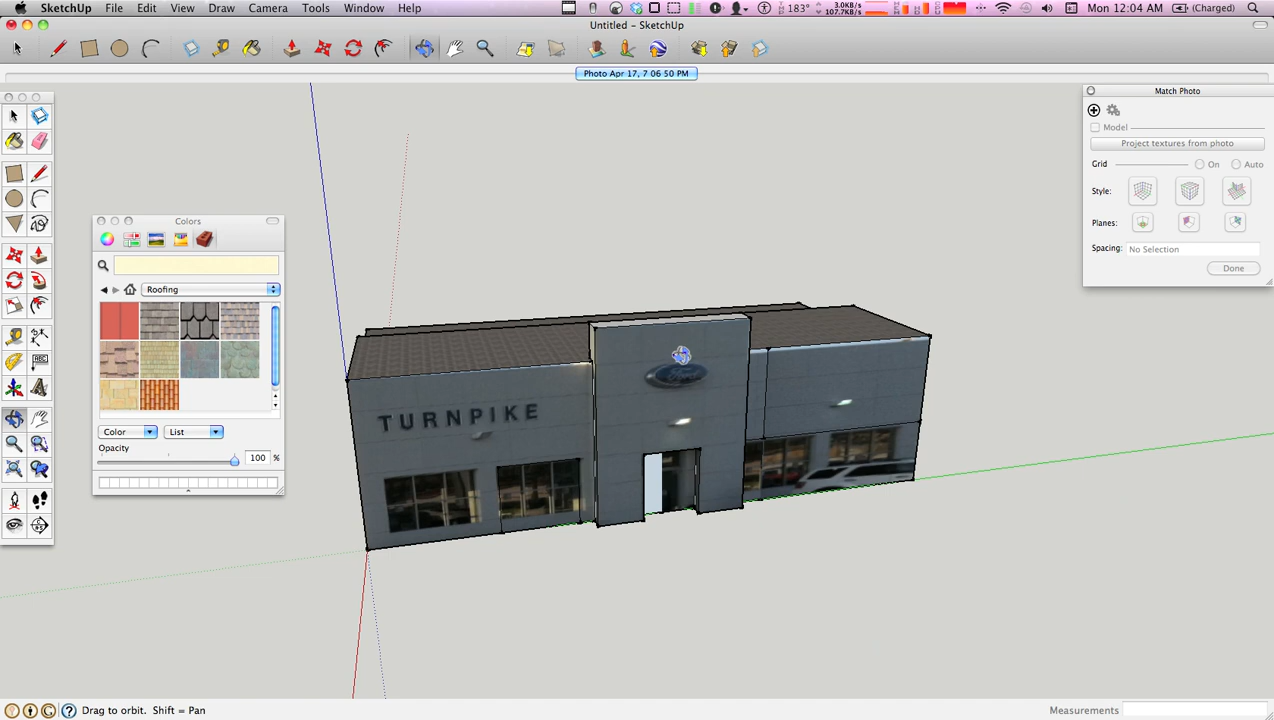 SketchUp File Edit View Draw Camera Tools Window Help 183° 3.0KB/s 107.7KB/s Mon 12:04 AM (Charged)
Untitled - SketchUp
Photo Apr 17, 7 06 50 PM
Match Photo
Model
Project textures from photo
Grid On Auto
Style:
Planes:
Spacing: No Selection
Done
Colors
Roofing
Color List
Opacity
100 %
TURNPIKE
Ford
Drag to orbit. Shift = Pan
Measurements